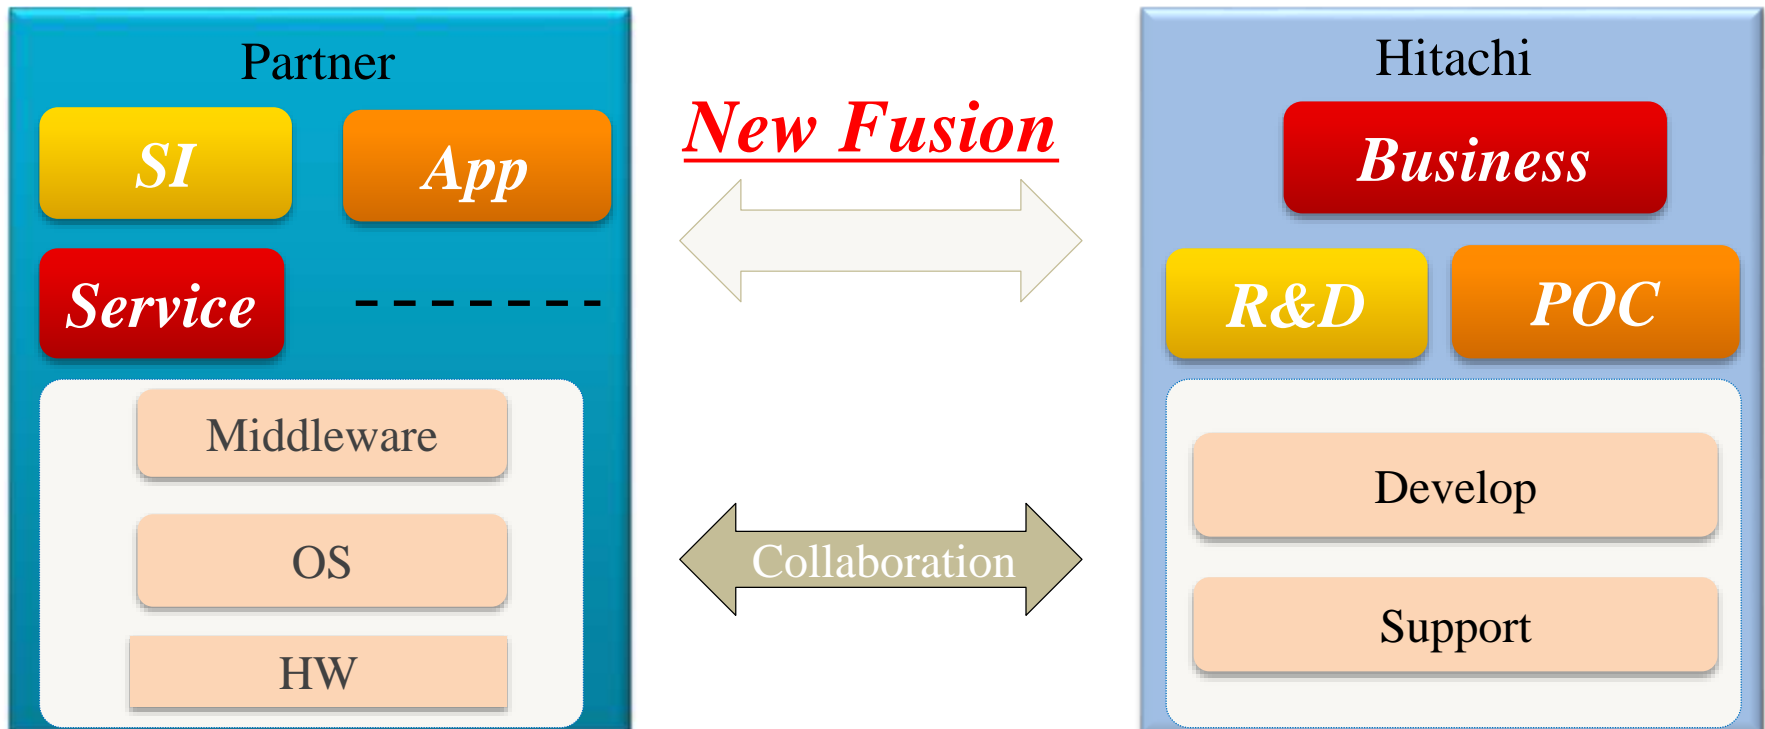 Partner
SI
App
Service
Middleware
OS
HW
New Fusion
Collaboration
Hitachi
Business
R&D
POC
Develop
Support